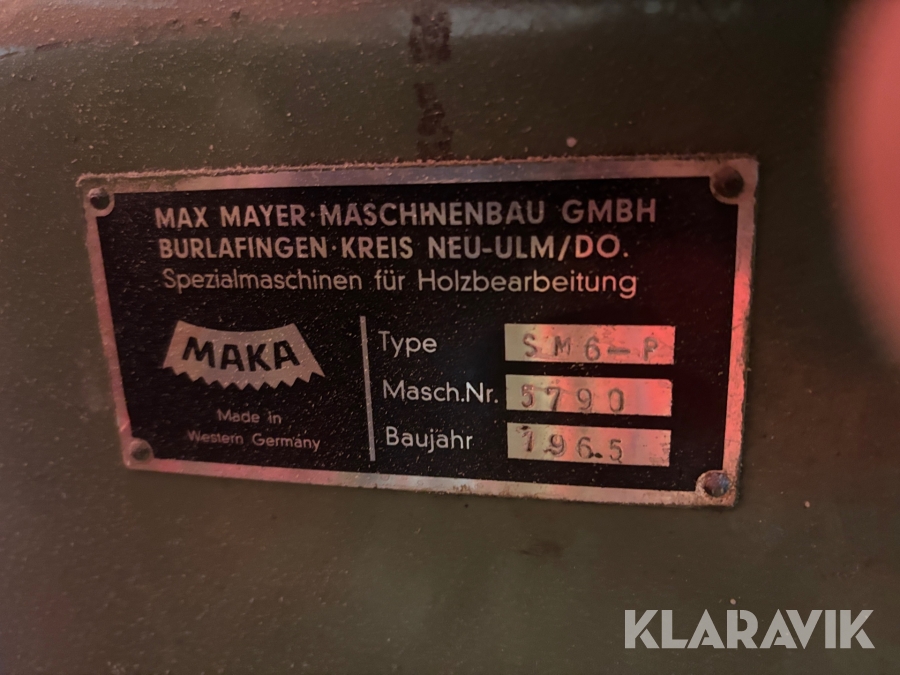 MAX MAYER·MASCHINENBAU GMBH
BURLAFINGEN·KREIS NEU-ULM/DO.
Spezialmaschinen für Holzbearbeitung
MAKA
Made in
Western Germany
Type SM6-P
Masch.Nr. 5790
Baujahr 1965
KLARAVIK